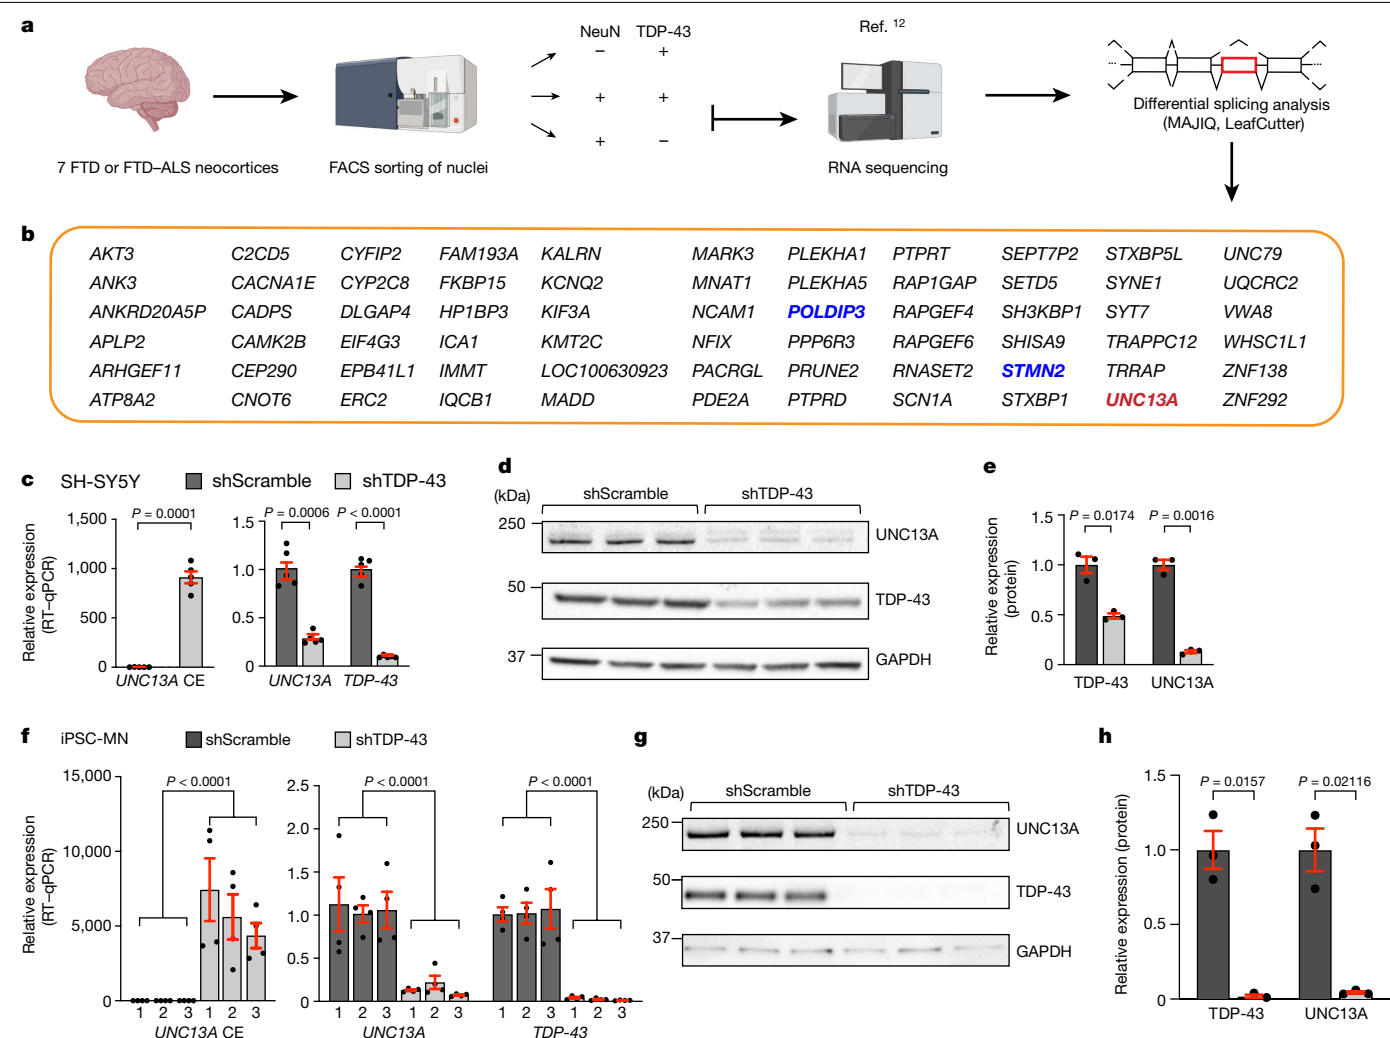 a
NeuN TDP-43
− +
+ +
+ −
Ref. 12
7 FTD or FTD–ALS neocortices
FACS sorting of nuclei
RNA sequencing
... ...
Differential splicing analysis
(MAJIQ, LeafCutter)
b
AKT3 C2CD5 CYFIP2 FAM193A KALRN MARK3 PLEKHA1 PTPRT SEPT7P2 STXBP5L UNC79
ANK3 CACNA1E CYP2C8 FKBP15 KCNQ2 MNAT1 PLEKHA5 RAP1GAP SETD5 SYNE1 UQCRC2
ANKRD20A5P CADPS DLGAP4 HP1BP3 KIF3A NCAM1 POLDIP3 RAPGEF4 SH3KBP1 SYT7 VWA8
APLP2 CAMK2B EIF4G3 ICA1 KMT2C NFIX PPP6R3 RAPGEF6 SHISA9 TRAPPC12 WHSC1L1
ARHGEF11 CEP290 EPB41L1 IMMT LOC100630923 PACRGL PRUNE2 RNASET2 STMN2 TRRAP ZNF138
ATP8A2 CNOT6 ERC2 IQCB1 MADD PDE2A PTPRD SCN1A STXBP1 UNC13A ZNF292
c
SH-SY5Y shScramble shTDP-43
Relative expression
(RT–qPCR)
1,500
1,000
500
0
P = 0.0001
UNC13A CE
1.5
1.0
0.5
0
P = 0.0006 P < 0.0001
UNC13A TDP-43
d
(kDa) shScramble shTDP-43
250 UNC13A
50 TDP-43
37 GAPDH
e
Relative expression
(protein)
1.5
1.0
0.5
0
P = 0.0174 P = 0.0016
TDP-43 UNC13A
f
iPSC-MN shScramble shTDP-43
Relative expression
(RT–qPCR)
15,000
10,000
5,000
0
P < 0.0001
1 2 3 1 2 3
UNC13A CE
2.5
2.0
1.5
1.0
0.5
0
P < 0.0001 P < 0.0001
1 2 3 1 2 3 1 2 3 1 2 3
UNC13A TDP-43
g
(kDa) shScramble shTDP-43
250 UNC13A
50 TDP-43
37 GAPDH
h
Relative expression (protein)
1.5
1.0
0.5
0
P = 0.0157 P = 0.02116
TDP-43 UNC13A